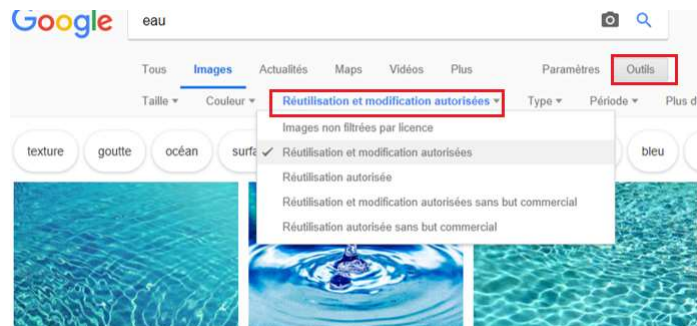 Google eau
Tous Images Actualités Maps Vidéos Plus Paramètres Outils
Taille Couleur Réutilisation et modification autorisées Type Période Plus d
Images non filtrées par licence
texture goutte océan surfa ✓ Réutilisation et modification autorisées bleu
Réutilisation autorisée
Réutilisation et modification autorisées sans but commercial
Réutilisation autorisée sans but commercial